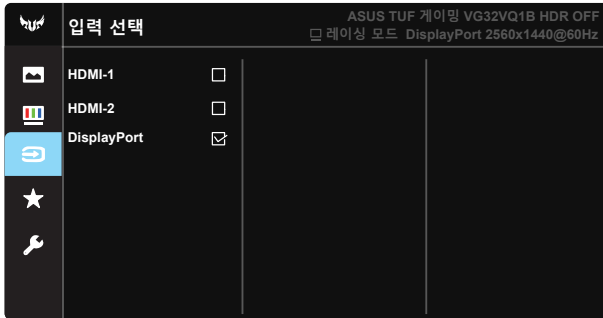 입력 선택
ASUS TUF 게이밍 VG32VQ1B HDR OFF
레이싱 모드 DisplayPort 2560x1440@60Hz
HDMI-1
HDMI-2
DisplayPort